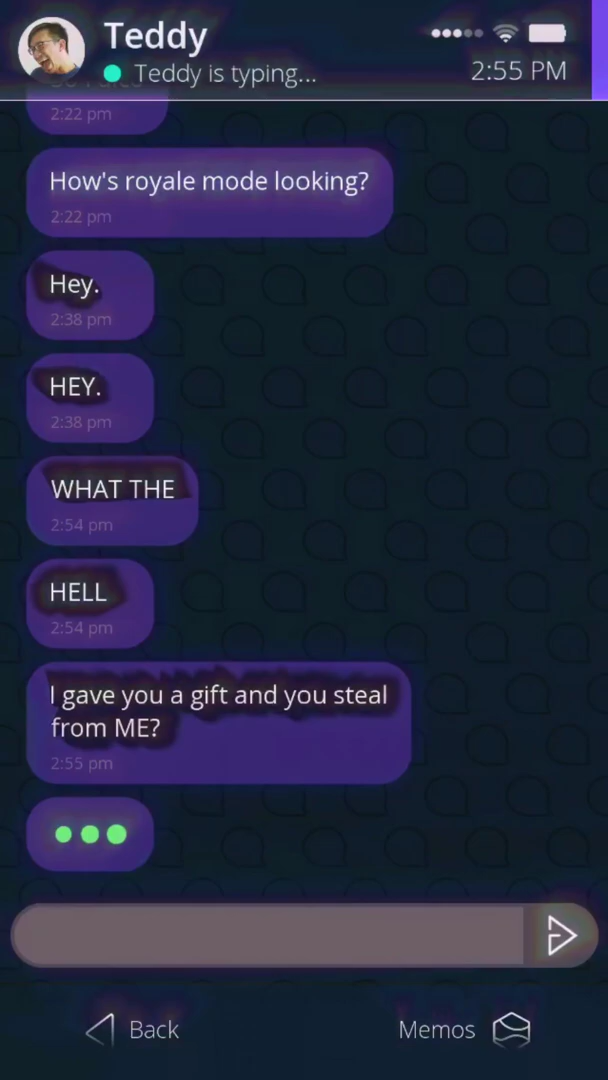 Teddy
Teddy is typing...
2:55 PM
2:22 pm
How's royale mode looking?
2:22 pm
Hey.
2:38 pm
HEY.
2:38 pm
WHAT THE
2:54 pm
HELL
2:54 pm
I gave you a gift and you steal
from ME?
2:55 pm
Back
Memos